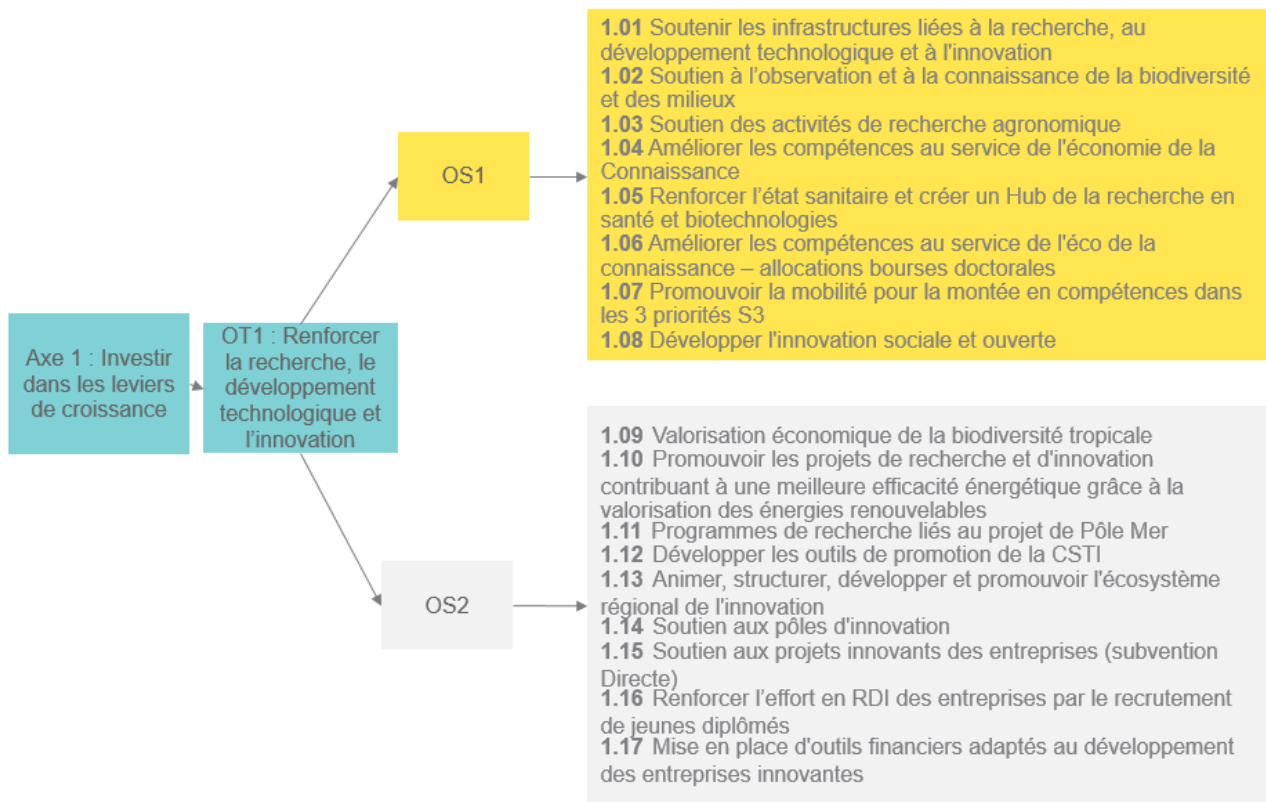 Axe 1 : Investir
dans les leviers
de croissance
OT1 : Renforcer
la recherche, le
développement
technologique et
l'innovation
OS1
1.01 Soutenir les infrastructures liées à la recherche, au
développement technologique et à l'innovation
1.02 Soutien à l'observation et à la connaissance de la biodiversité
et des milieux
1.03 Soutien des activités de recherche agronomique
1.04 Améliorer les compétences au service de l'économie de la
Connaissance
1.05 Renforcer l'état sanitaire et créer un Hub de la recherche en
santé et biotechnologies
1.06 Améliorer les compétences au service de l'éco de la
connaissance – allocations bourses doctorales
1.07 Promouvoir la mobilité pour la montée en compétences dans
les 3 priorités S3
1.08 Développer l'innovation sociale et ouverte
OS2
1.09 Valorisation économique de la biodiversité tropicale
1.10 Promouvoir les projets de recherche et d'innovation
contribuant à une meilleure efficacité énergétique grâce à la
valorisation des énergies renouvelables
1.11 Programmes de recherche liés au projet de Pôle Mer
1.12 Développer les outils de promotion de la CSTI
1.13 Animer, structurer, développer et promouvoir l'écosystème
régional de l'innovation
1.14 Soutien aux pôles d'innovation
1.15 Soutien aux projets innovants des entreprises (subvention
Directe)
1.16 Renforcer l'effort en RDI des entreprises par le recrutement
de jeunes diplômés
1.17 Mise en place d'outils financiers adaptés au développement
des entreprises innovantes